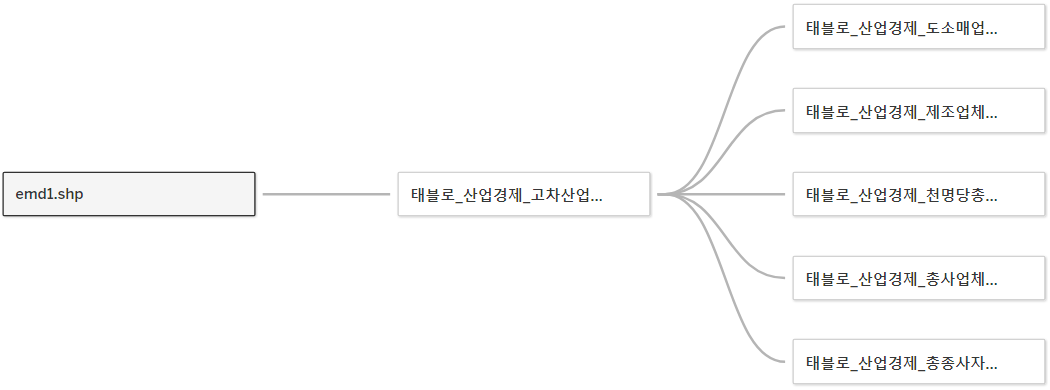 태블로_산업경제_도소매업...
태블로_산업경제_제조업체...
emd1.shp
태블로_산업경제_고차산업...
태블로_산업경제_천명당총...
태블로_산업경제_총사업체...
태블로_산업경제_총종사자...